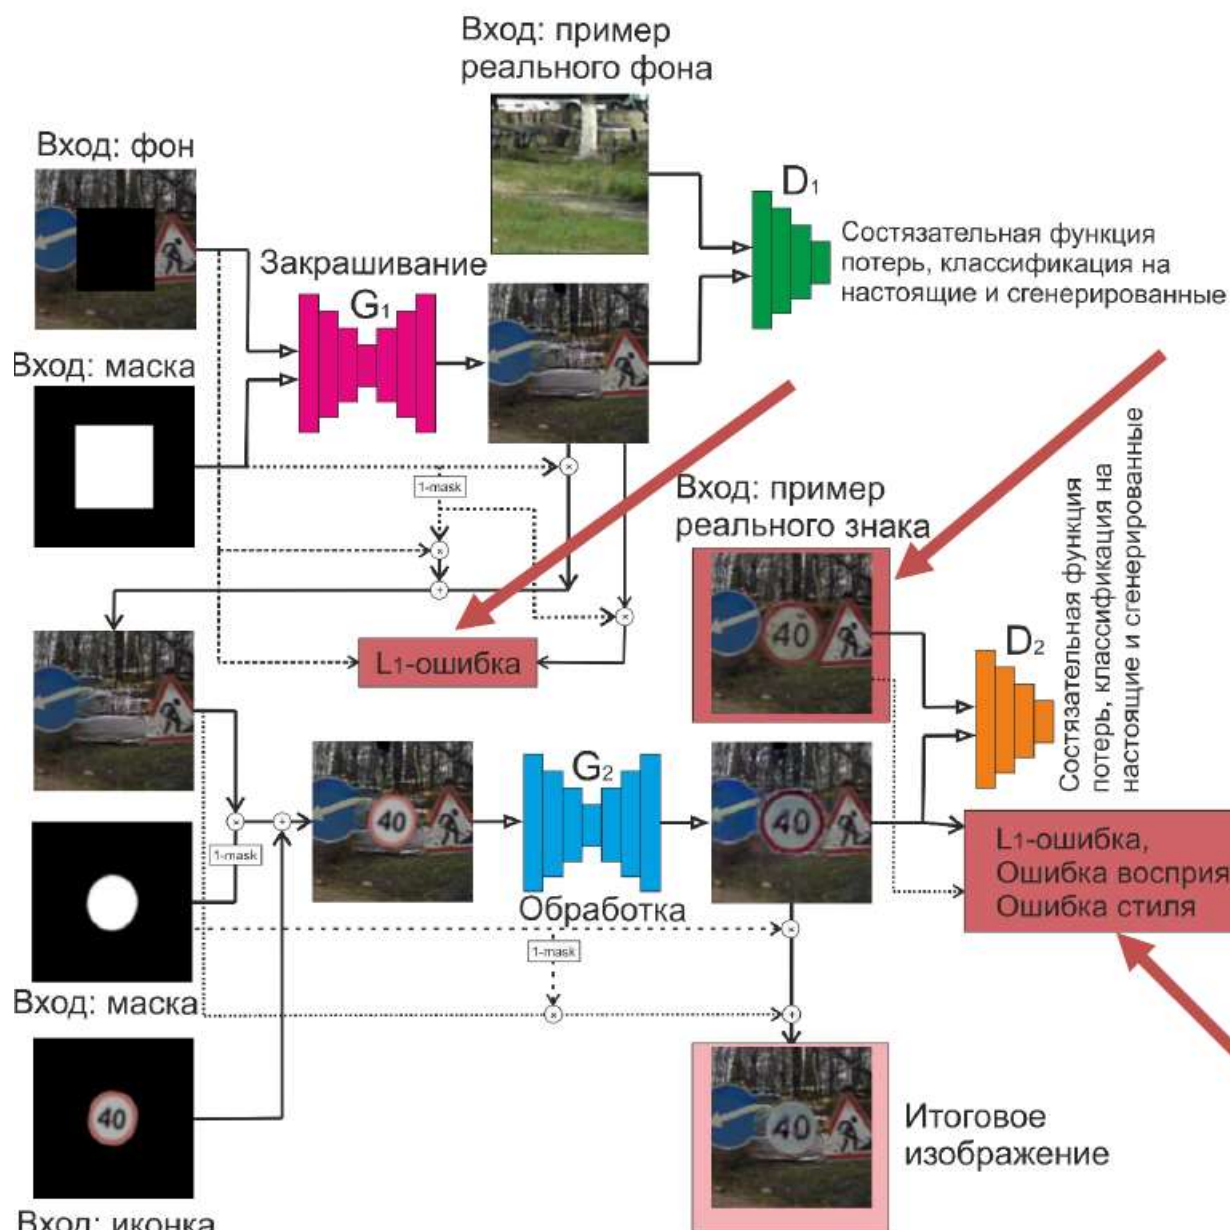 Вход: пример
реального фона
Вход: фон
D1
Состязательная функция
потерь, классификация на
настоящие и сгенерированные
Закрашивание
G1
Вход: маска
1-mask
Вход: пример
реального знака
40
Состязательная функция
потерь, классификация на
настоящие и сгенерированные
D2
L1-ошибка
G2
40
40
1-mask
L1-ошибка,
Ошибка восприя
Ошибка стиля
Обработка
1-mask
Вход: маска
40
40
Итоговое
изображение
Вход: иконка